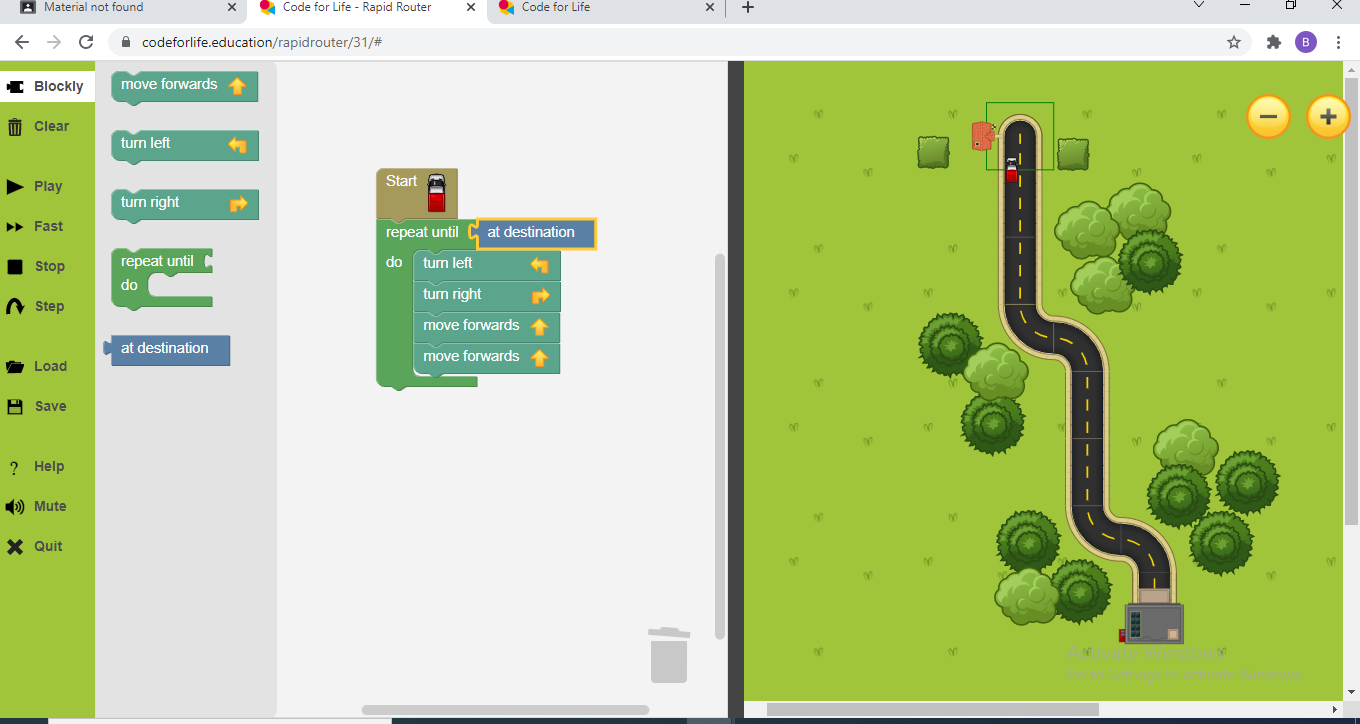 Material not found
Code for Life - Rapid Router
Code for Life
codeforlife.education/rapidrouter/31/#
B
Blockly
Clear
Play
Fast
Stop
Step
Load
Save
Help
Mute
Quit
move forwards
turn left
turn right
repeat until
do
at destination
Start
repeat until at destination
do turn left
turn right
move forwards
move forwards
Activate Windows
Go to Settings to activate Windows.